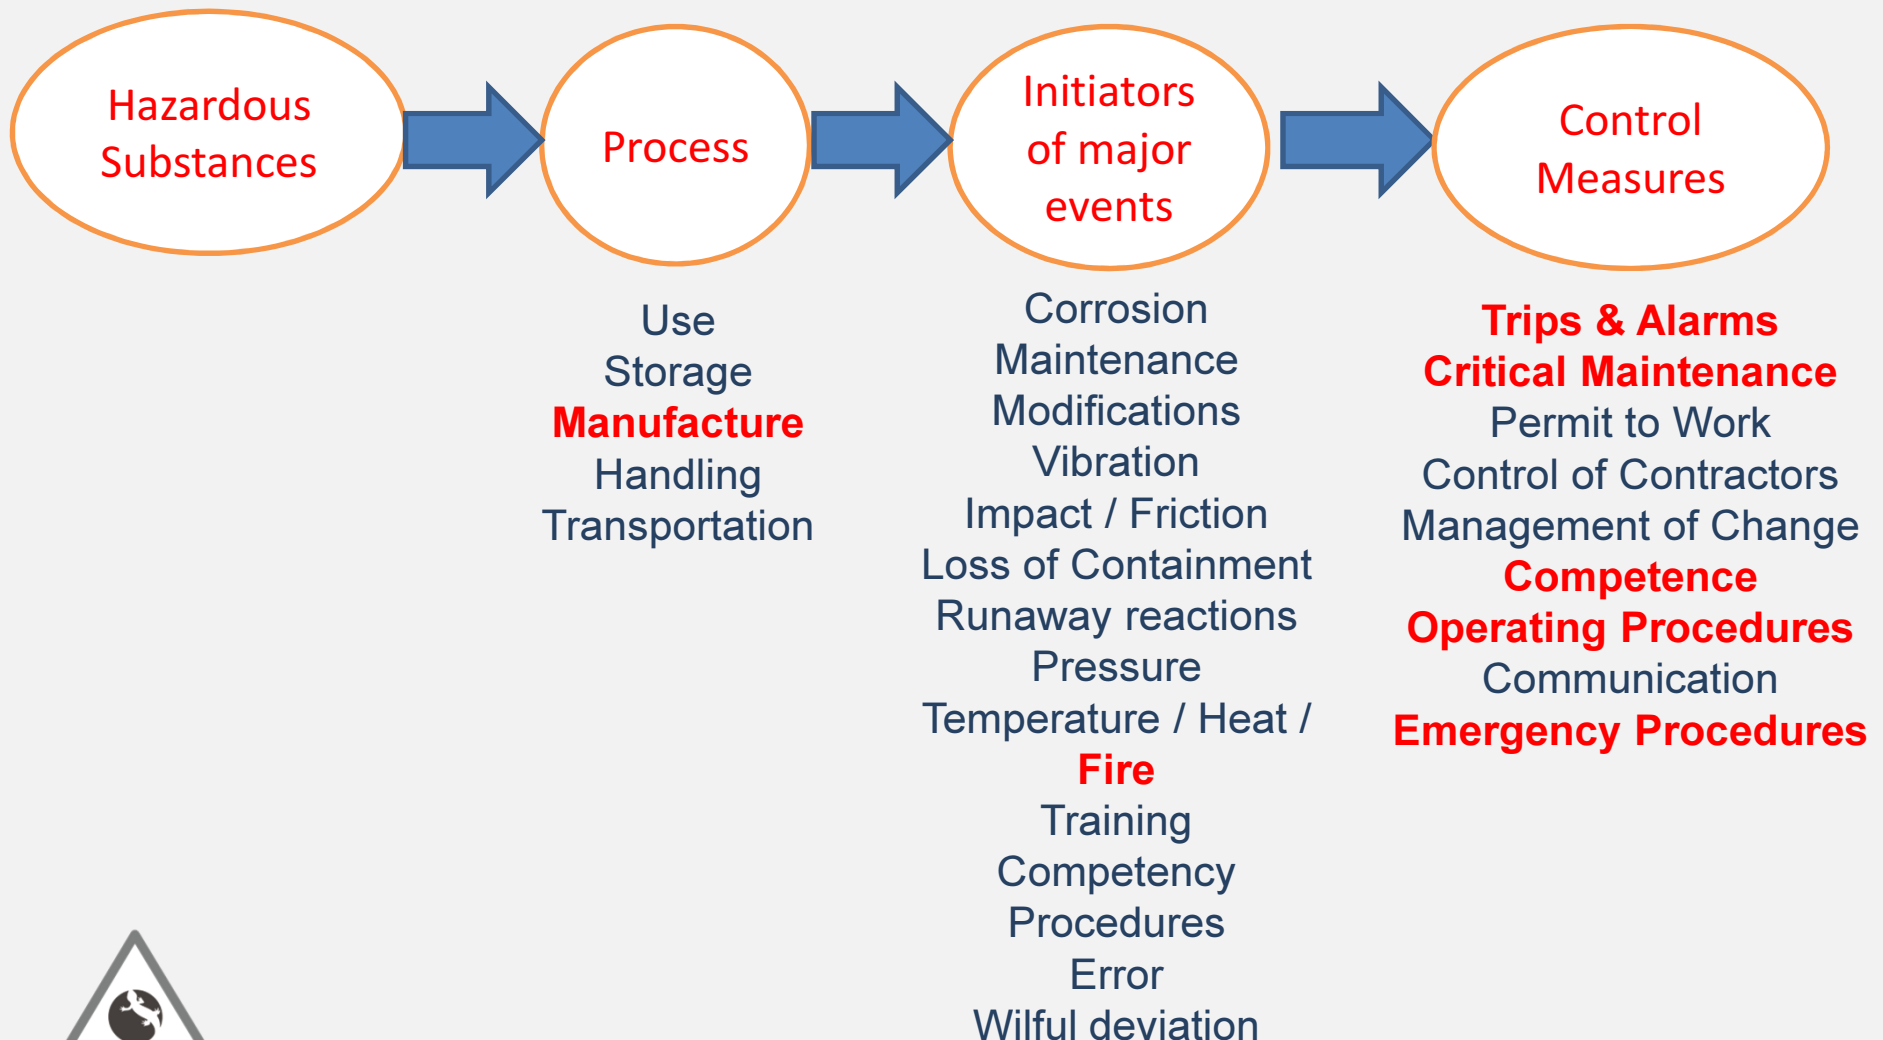 Hazardous
Substances
Process
Initiators
of major
events
Control
Measures
Use
Storage
Manufacture
Handling
Transportation
Corrosion
Maintenance
Modifications
Vibration
Impact / Friction
Loss of Containment
Runaway reactions
Pressure
Temperature / Heat /
Fire
Training
Competency
Procedures
Error
Wilful deviation
Trips & Alarms
Critical Maintenance
Permit to Work
Control of Contractors
Management of Change
Competence
Operating Procedures
Communication
Emergency Procedures